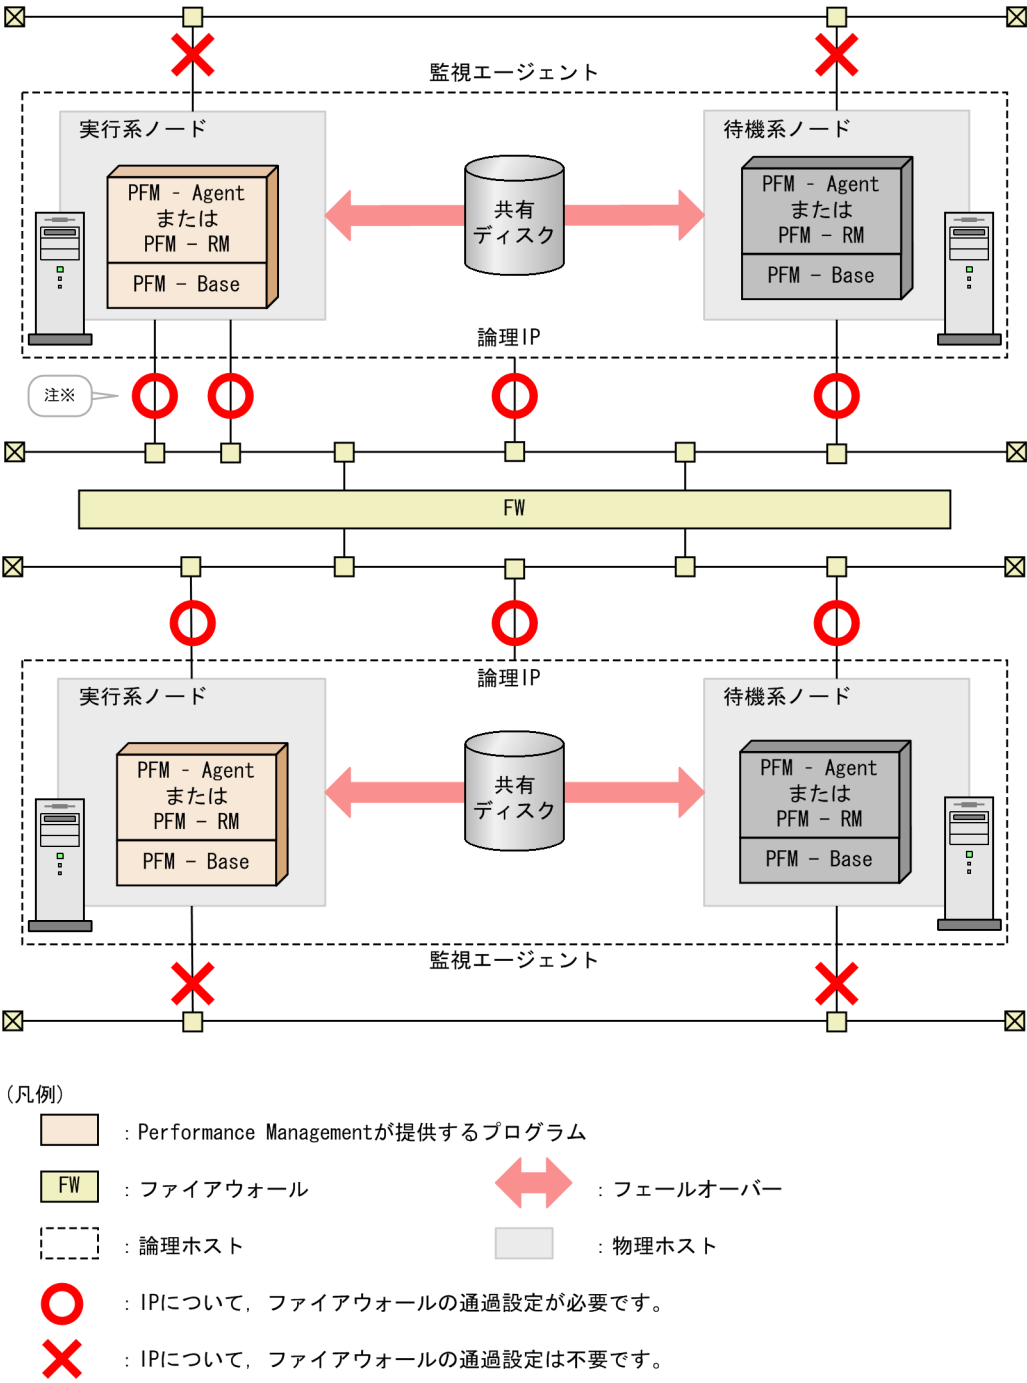 監視エージェント
実行系ノード
待機系ノード
PFM - Agent
または
PFM - RM
PFM - Base
共有
ディスク
PFM - Agent
または
PFM - RM
PFM - Base
論理IP
注※
FW
論理IP
実行系ノード
待機系ノード
PFM - Agent
または
PFM - RM
PFM - Base
共有
ディスク
PFM - Agent
または
PFM - RM
PFM - Base
監視エージェント
(凡例)
：Performance Managementが提供するプログラム
FW ：ファイアウォール
：フェールオーバー
：論理ホスト
：物理ホスト
：IPについて，ファイアウォールの通過設定が必要です。
：IPについて，ファイアウォールの通過設定は不要です。